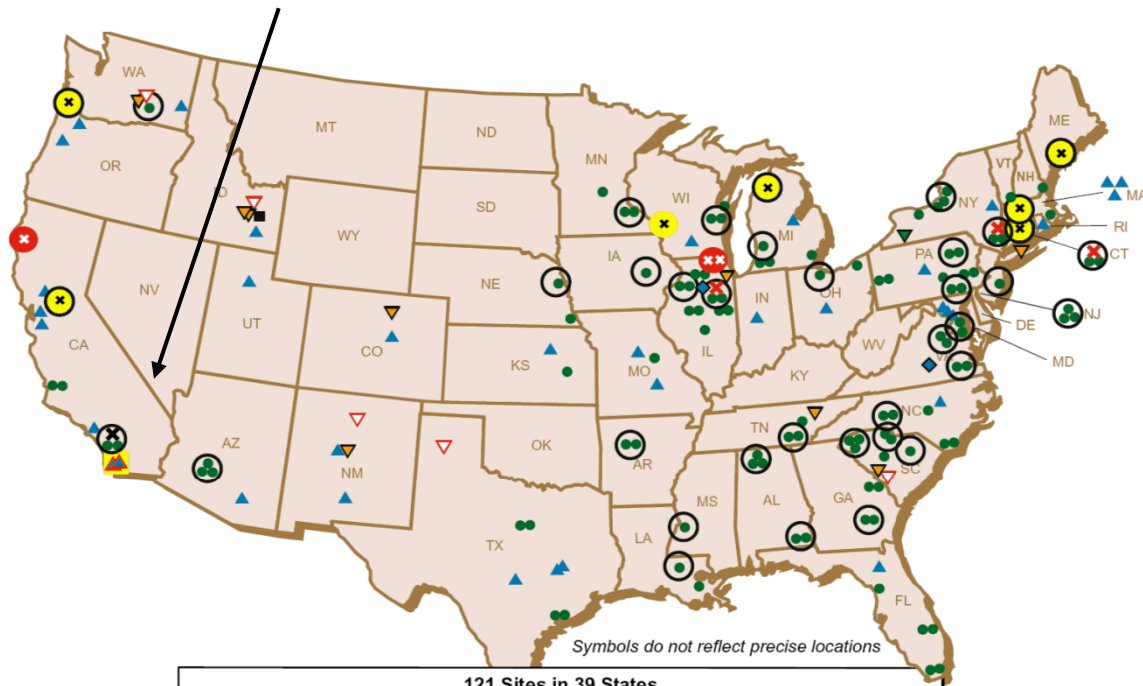 WA
MT
ND
MN
ME
VT
NH
OR
ID
SD
WI
NY
MA
WY
MI
RI
IA
PA
CT
NV
NE
OH
UT
IN
NJ
DE
CA
CO
IL
WV
VA
KS
MO
KY
MD
NC
TN
AZ
OK
AR
SC
NM
MS
AL
GA
TX
LA
FL
Symbols do not reflect precise locations
121 Sites in 39 States